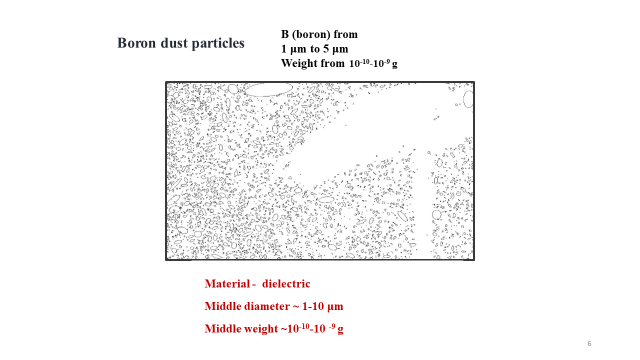 Boron dust particles
B (boron) from
1 μm to 5 μm
Weight from 10⁻¹⁰-10⁻⁹ g
Material - dielectric
Middle diameter ~ 1-10 μm
Middle weight ~10⁻¹⁰-10 ⁻⁹ g
6